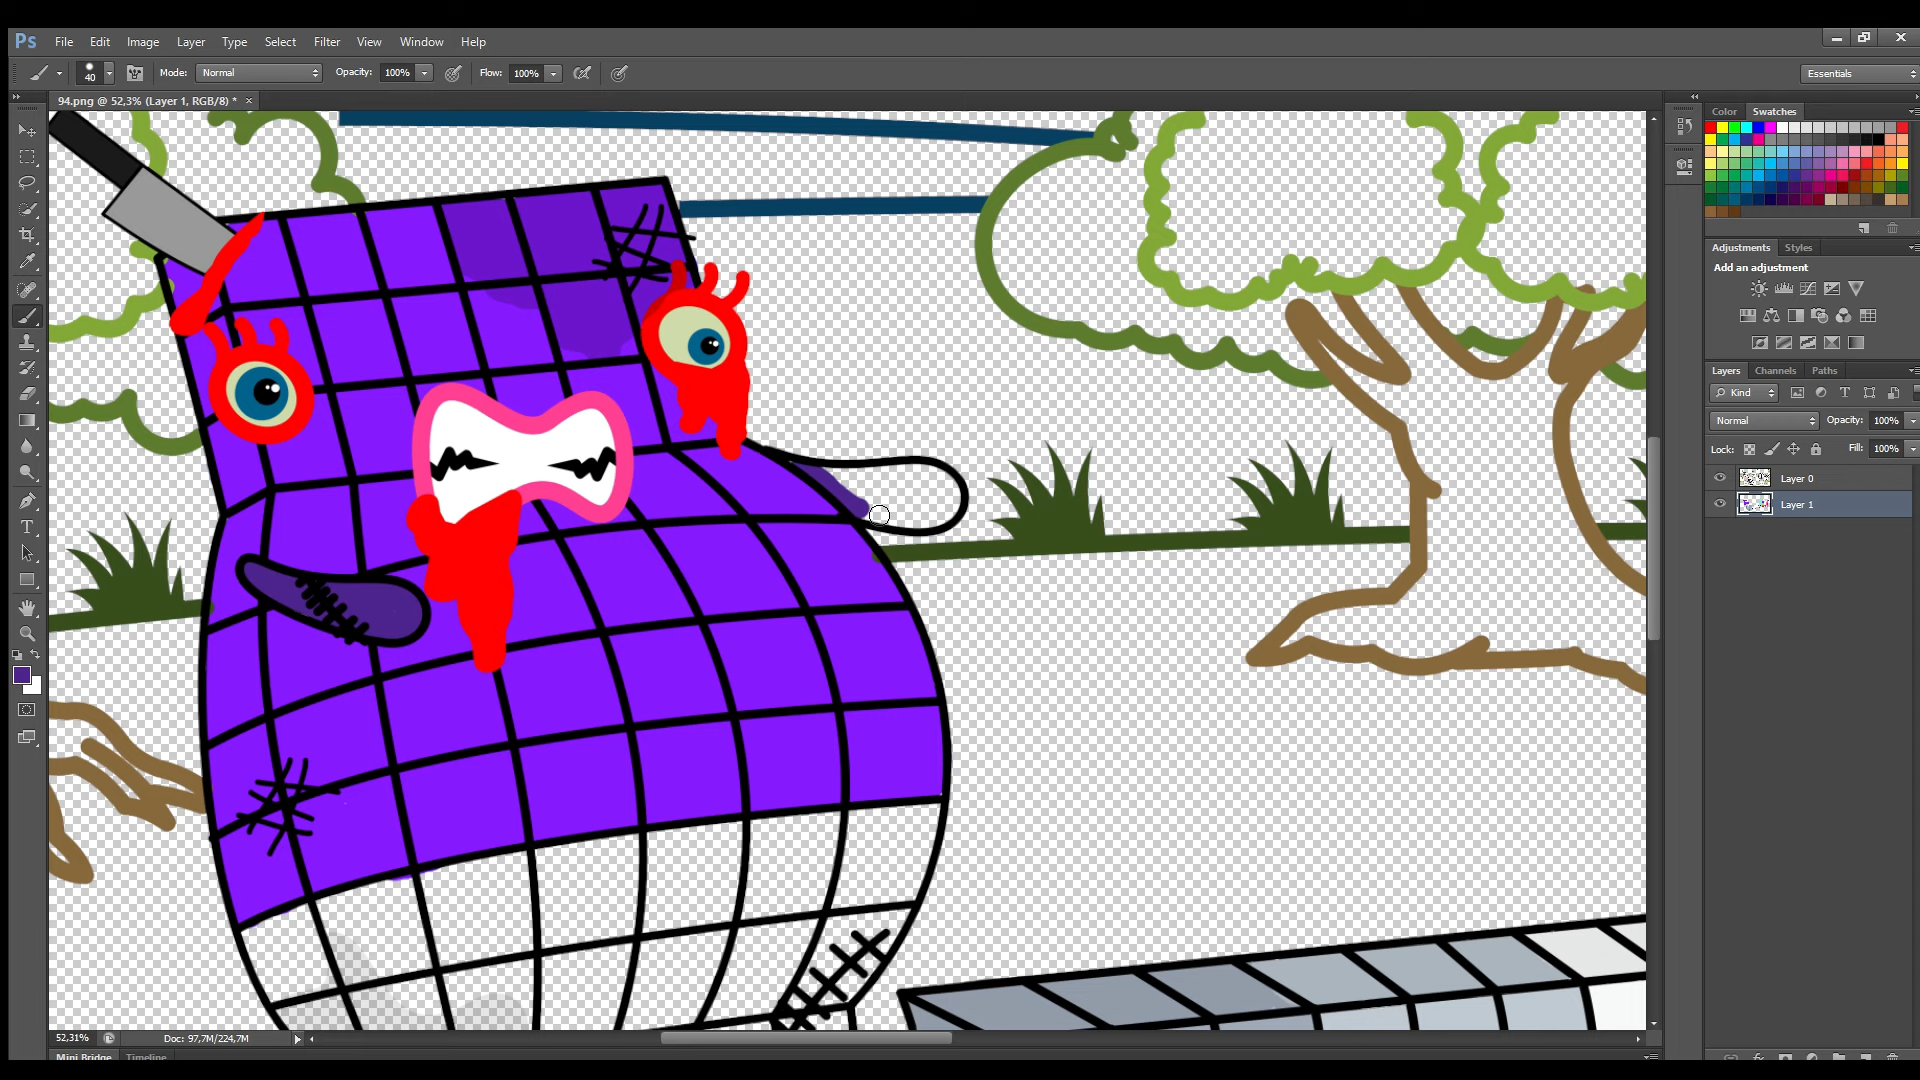 Ps File Edit Image Layer Type Select Filter View Window Help
40 Mode: Normal Opacity: 100% Flow: 100% Essentials
94.png @ 52,3% (Layer 1, RGB/8) * ×
Color Swatches
Adjustments Styles
Add an adjustment
Layers Channels Paths
Kind T
Normal Opacity: 100%
Lock: Fill: 100%
Layer 0
Layer 1
T
52,31% Doc: 97,7M/224,7M
Mini Bridge Timeline
fx